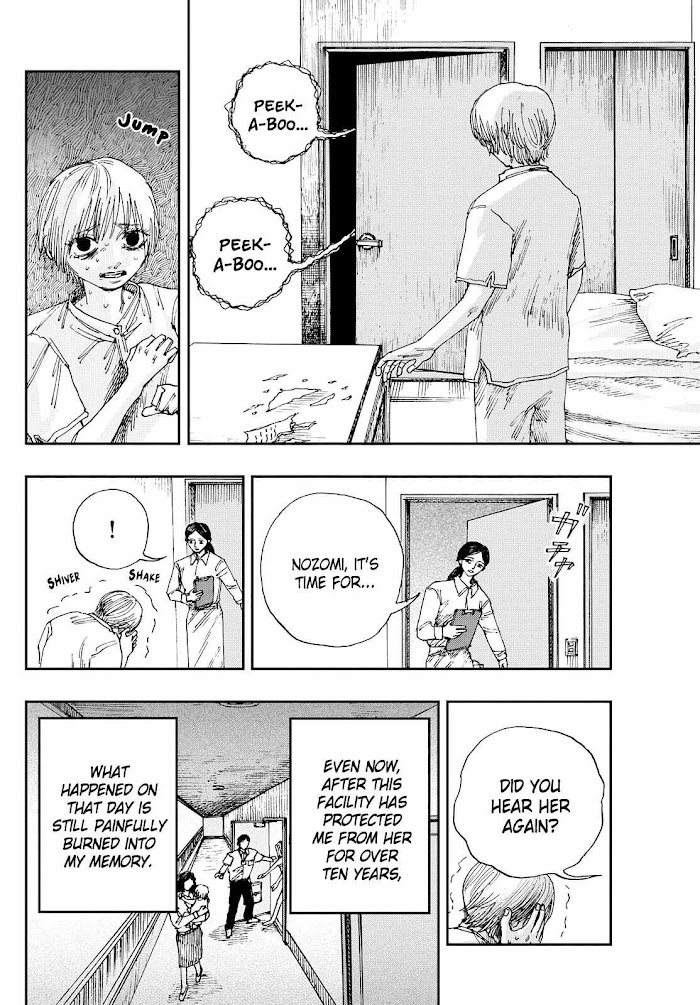 PEEK-
A-BOO...
PEEK-
A-BOO...
JUMP
ガチャ
NOZOMI, IT'S
TIME FOR...
!
SHIVER
SHAKE
DID YOU
HEAR HER
AGAIN?
EVEN NOW,
AFTER THIS
FACILITY HAS
PROTECTED
ME FROM HER
FOR OVER
TEN YEARS,
WHAT
HAPPENED ON
THAT DAY IS
STILL PAINFULLY
BURNED INTO
MY MEMORY.